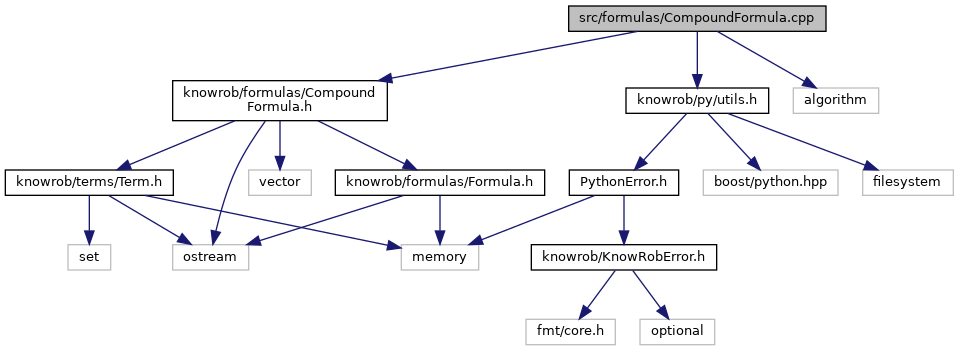 src/formulas/CompoundFormula.cpp
knowrob/formulas/Compound
Formula.h
knowrob/py/utils.h
algorithm
knowrob/terms/Term.h
vector
knowrob/formulas/Formula.h
PythonError.h
boost/python.hpp
filesystem
set
ostream
memory
knowrob/KnowRobError.h
fmt/core.h
optional